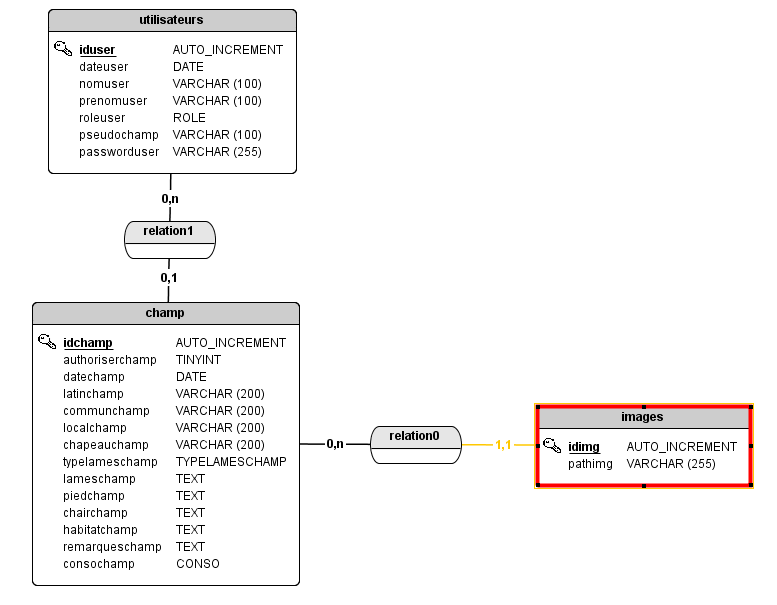 utilisateurs
iduser AUTO_INCREMENT
dateuser DATE
nomuser VARCHAR (100)
prenomuser VARCHAR (100)
roleuser ROLE
pseudochamp VARCHAR (100)
passworduser VARCHAR (255)
0,n
relation1
0,1
champ
idchamp AUTO_INCREMENT
authoriserchamp TINYINT
datechamp DATE
latinchamp VARCHAR (200)
communchamp VARCHAR (200)
localchamp VARCHAR (200)
chapeauchamp VARCHAR (200)
typelameschamp TYPELAMESCHAMP
lameschamp TEXT
piedchamp TEXT
chairchamp TEXT
habitatchamp TEXT
remarqueschamp TEXT
consochamp CONSO
0,n
relation0
1,1
images
idimg AUTO_INCREMENT
pathimg VARCHAR (255)